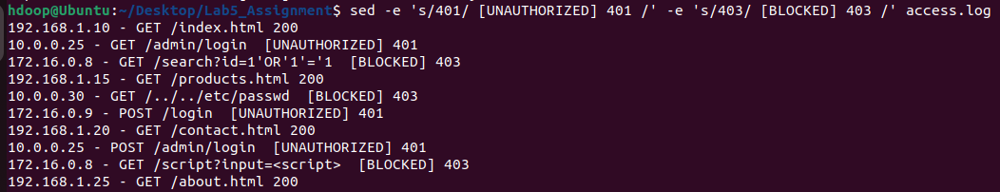 hdoop@Ubuntu:~/Desktop/Lab5_Assignment$ sed -e 's/401/ [UNAUTHORIZED] 401 /' -e 's/403/ [BLOCKED] 403 /' access.log
192.168.1.10 - GET /index.html 200
10.0.0.25 - GET /admin/login  [UNAUTHORIZED] 401
172.16.0.8 - GET /search?id=1'OR'1'='1  [BLOCKED] 403
192.168.1.15 - GET /products.html 200
10.0.0.30 - GET /../../etc/passwd  [BLOCKED] 403
172.16.0.9 - POST /login  [UNAUTHORIZED] 401
192.168.1.20 - GET /contact.html 200
10.0.0.25 - POST /admin/login  [UNAUTHORIZED] 401
172.16.0.8 - GET /script?input=<script>  [BLOCKED] 403
192.168.1.25 - GET /about.html 200